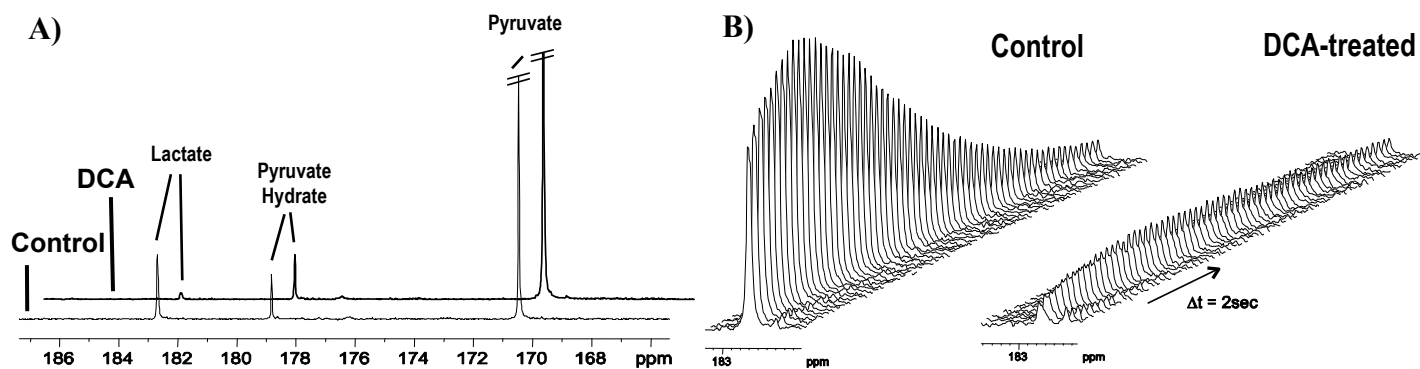 A)
Pyruvate
Lactate
Pyruvate
Hydrate
DCA
Control
186 184 182 180 178 176 174 172 170 168 ppm
B)
Control
DCA-treated
Δt = 2sec
183 ppm
183 ppm